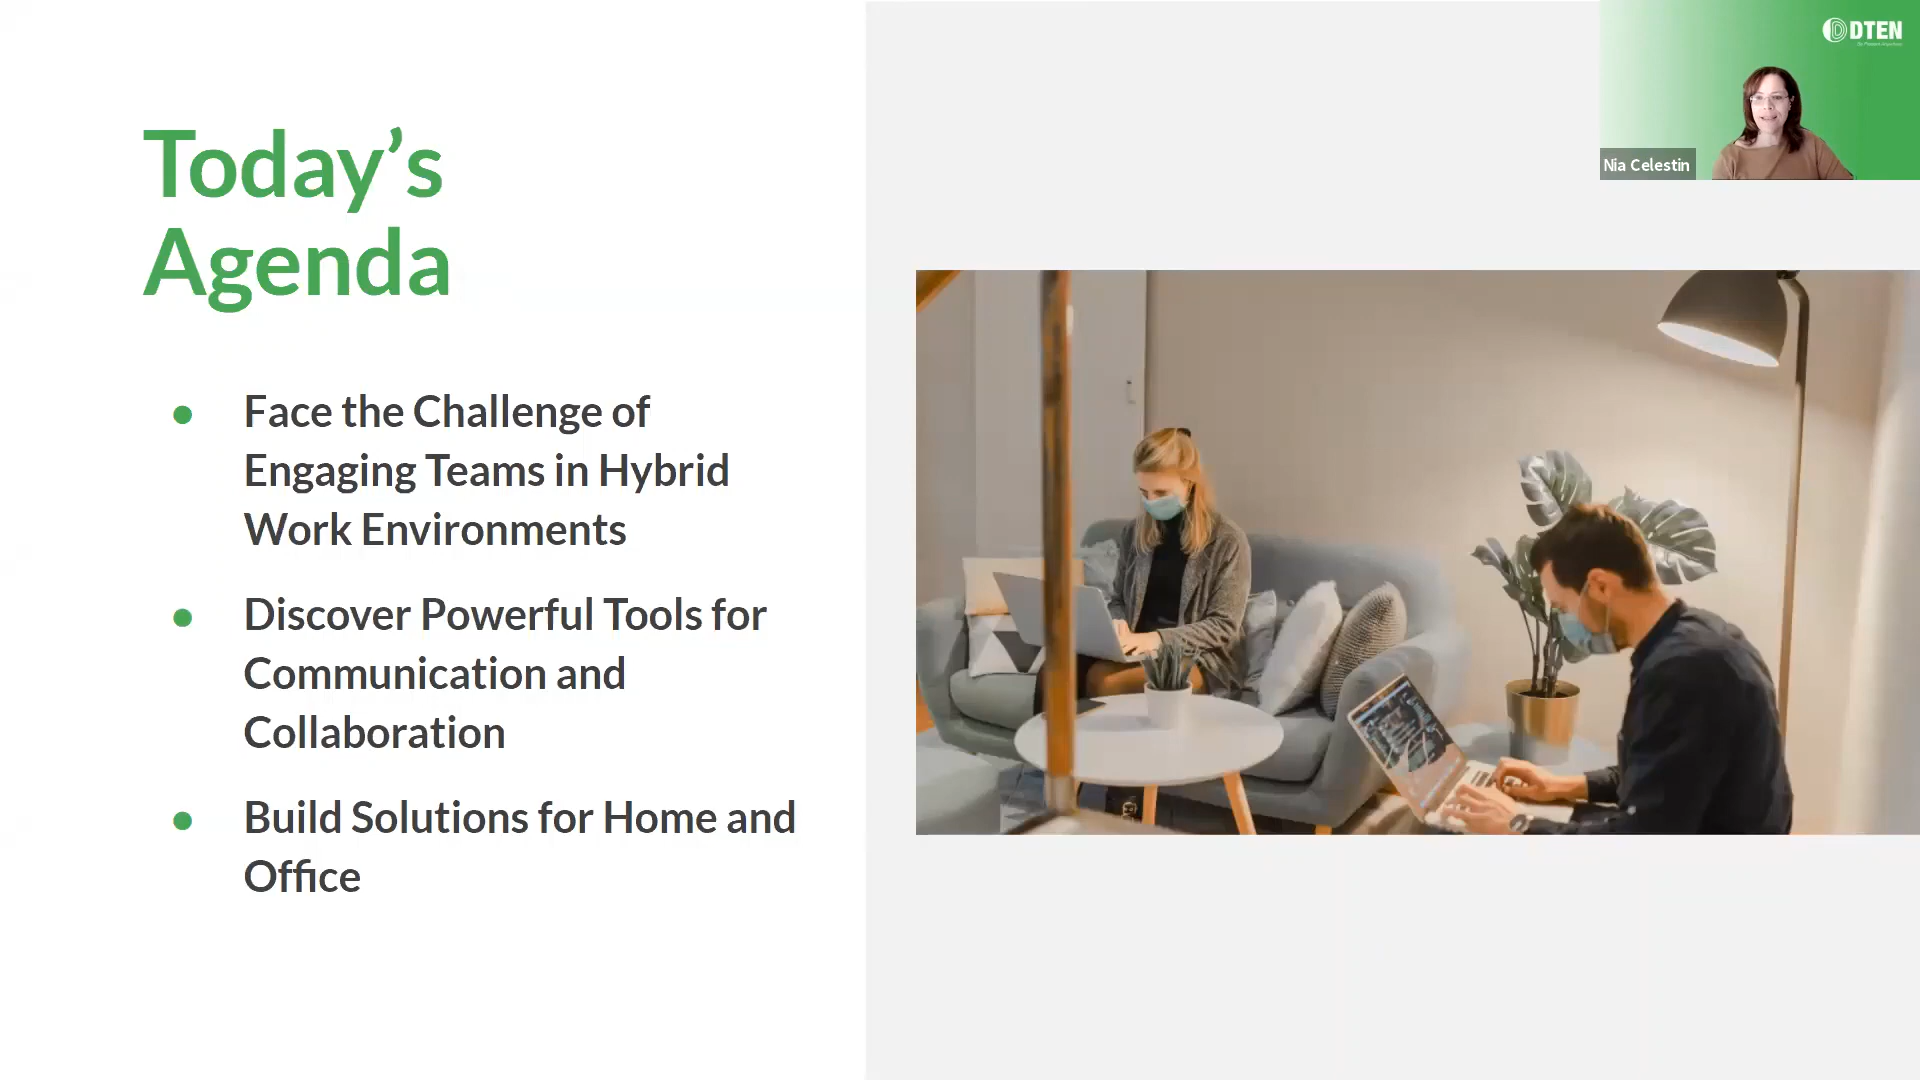 Today’s
Agenda
● Face the Challenge of
Engaging Teams in Hybrid
Work Environments
● Discover Powerful Tools for
Communication and
Collaboration
● Build Solutions for Home and
Office
DTEN
Nia Celestin